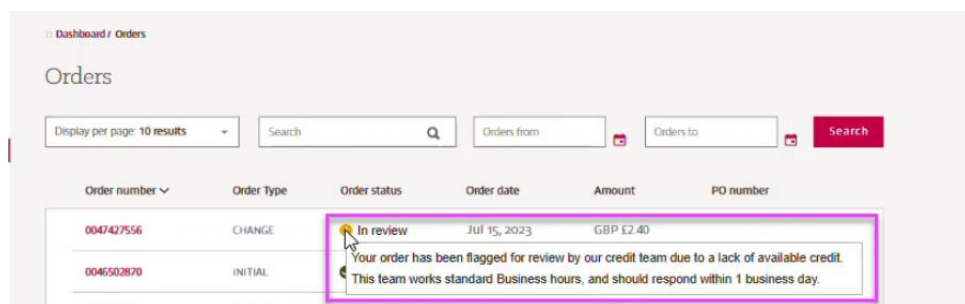 Dashboard / Orders
Orders
Display per page: 10 results Search Orders from Orders to Search
Order number Order Type Order status Order date Amount PO number
0047427556 CHANGE In review Jul 15, 2023 GBP £2.40
Your order has been flagged for review by our credit team due to a lack of available credit.
0046502870 INITIAL This team works standard Business hours, and should respond within 1 business day.